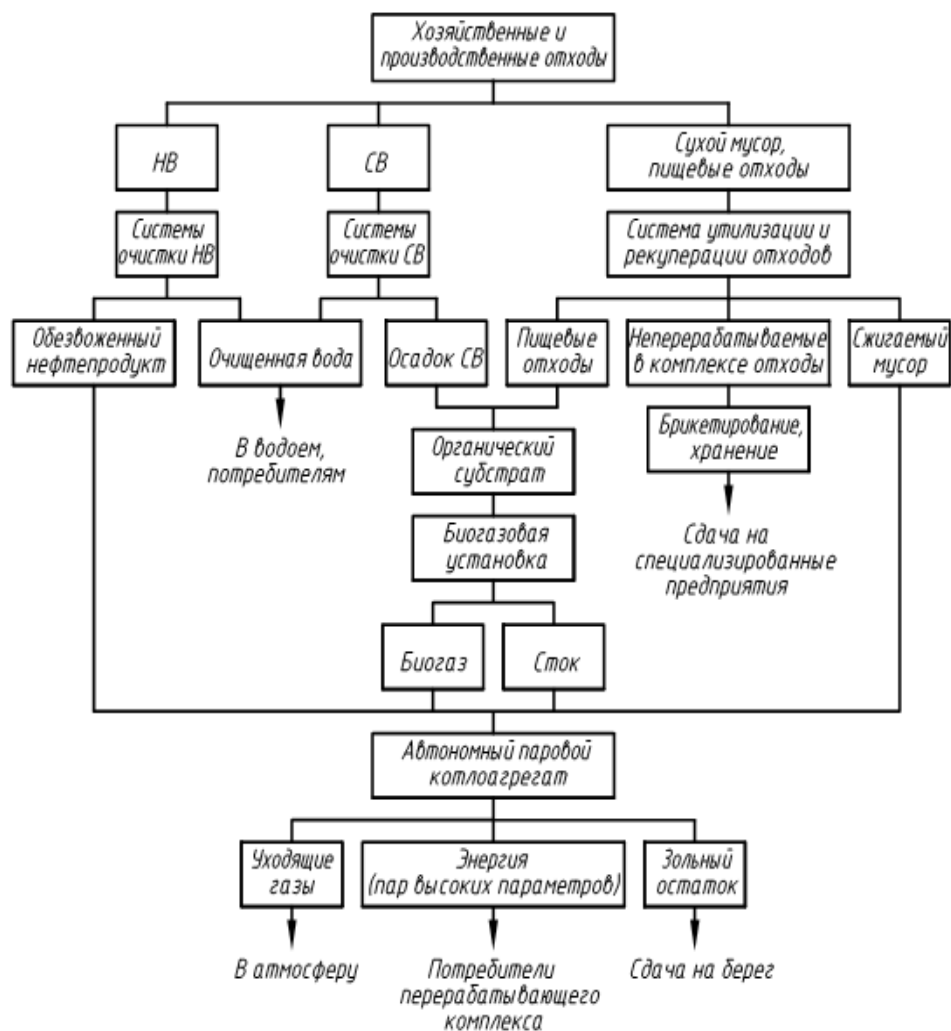 Хозяйственные и
производственные отходы
НВ
СВ
Сухой мусор,
пищевые отходы
Системы
очистки НВ
Системы
очистки СВ
Система утилизации и
рекуперации отходов
Обезвоженный
нефтепродукт
Очищенная вода
Осадок СВ
Пищевые
отходы
Неперерабатываемые
в комплексе отходы
Сжигаемый
мусор
В водоем,
потребителям
Органический
субстрат
Брикетирование,
хранение
Биогазовая
установка
Сдача на
специализированные
предприятия
Биогаз
Сток
Автономный паровой
котлоагрегат
Уходящие
газы
Энергия
(пар высоких параметров)
Зольный
остаток
В атмосферу
Потребители
перерабатывающего
комплекса
Сдача на берег